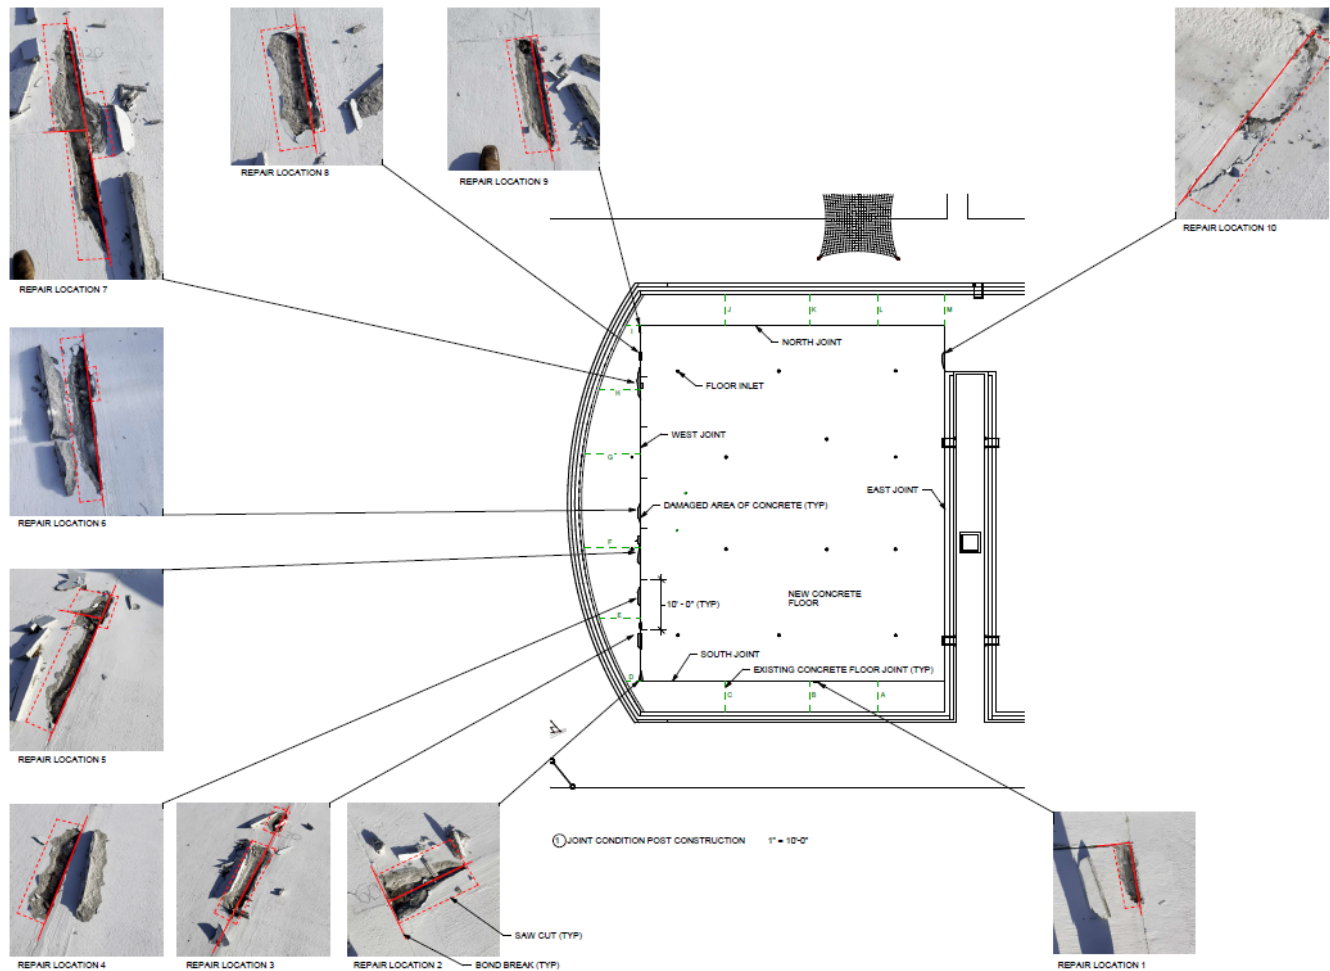 REPAIR LOCATION 8
REPAIR LOCATION 9
REPAIR LOCATION 10
REPAIR LOCATION 7
J
K
L
M
I
NORTH JOINT
FLOOR INLET
H
WEST JOINT
G
EAST JOINT
DAMAGED AREA OF CONCRETE (TYP)
REPAIR LOCATION 6
F
NEW CONCRETE
FLOOR
10' - 0" (TYP)
E
SOUTH JOINT
EXISTING CONCRETE FLOOR JOINT (TYP)
D
C
B
A
REPAIR LOCATION 5
1 JOINT CONDITION POST CONSTRUCTION 1" = 10'-0"
SAW CUT (TYP)
BOND BREAK (TYP)
REPAIR LOCATION 4
REPAIR LOCATION 3
REPAIR LOCATION 2
REPAIR LOCATION 1